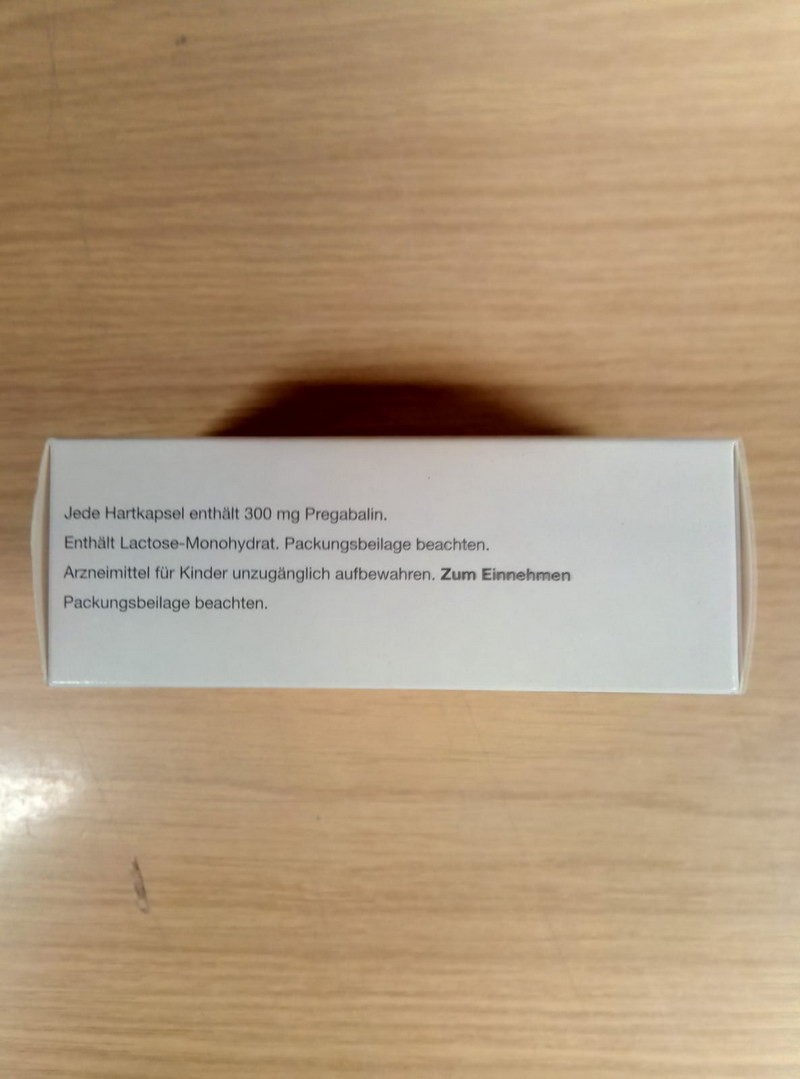 Jede Hartkapsel enthält 300 mg Pregabalin.
Enthält Lactose-Monohydrat. Packungsbeilage beachten.
Arzneimittel für Kinder unzugänglich aufbewahren. Zum Einnehmen
Packungsbeilage beachten.